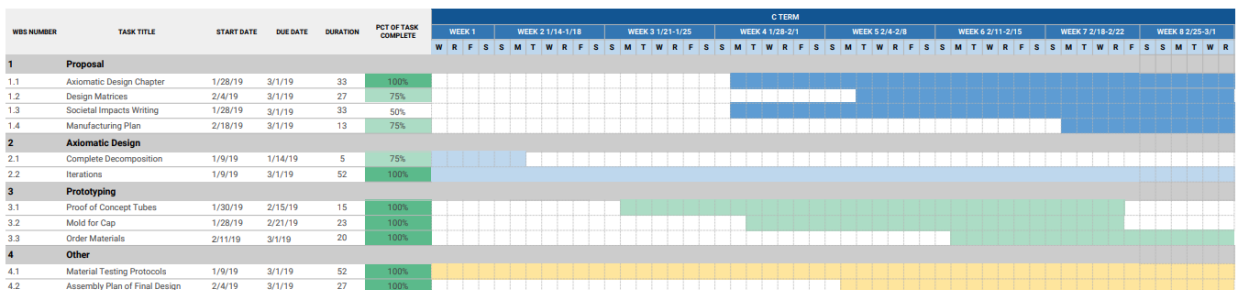 C TERM
WBS NUMBER TASK TITLE START DATE DUE DATE DURATION PCT OF TASK COMPLETE
WEEK 1 WEEK 2 1/14-1/18 WEEK 3 1/21-1/25 WEEK 4 1/28-2/1 WEEK 5 2/4-2/8 WEEK 6 2/11-2/15 WEEK 7 2/18-2/22 WEEK 8 2/25-3/1
W R F S S M T W R F S S M T W R F S S M T W R F S S M T W R F S S M T W R F S S M T W R F S S M T W R
1 Proposal
1.1 Axiomatic Design Chapter 1/28/19 3/1/19 33 100%
1.2 Design Matrices 2/4/19 3/1/19 27 75%
1.3 Societal Impacts Writing 1/28/19 3/1/19 33 50%
1.4 Manufacturing Plan 2/18/19 3/1/19 13 75%
2 Axiomatic Design
2.1 Complete Decomposition 1/9/19 1/14/19 5 75%
2.2 Iterations 1/9/19 3/1/19 52 100%
3 Prototyping
3.1 Proof of Concept Tubes 1/30/19 2/15/19 15 100%
3.2 Mold for Cap 1/28/19 2/21/19 23 100%
3.3 Order Materials 2/11/19 3/1/19 20 100%
4 Other
4.1 Material Testing Protocols 1/9/19 3/1/19 52 100%
4.2 Assembly Plan of Final Design 2/4/19 3/1/19 27 100%